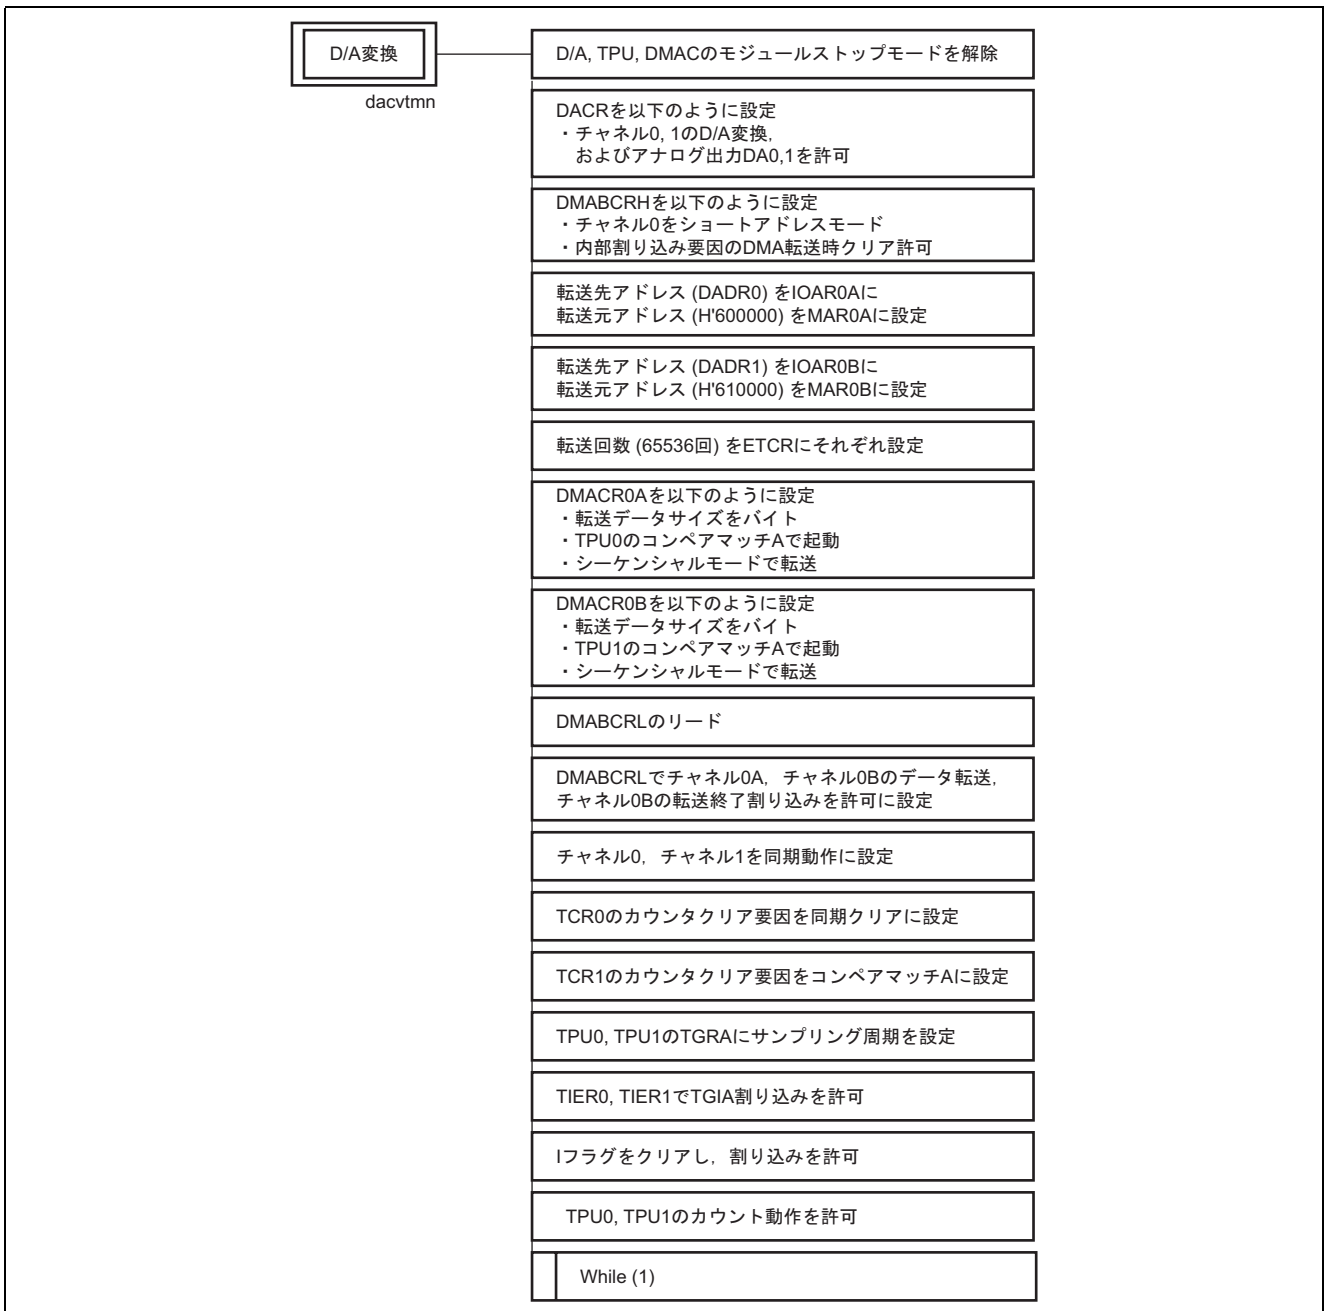 D/A変換
dacvtmn
D/A, TPU, DMACのモジュールストップモードを解除
DACRを以下のように設定
・チャネル0, 1のD/A変換,
およびアナログ出力DA0,1を許可
DMABCRHを以下のように設定
・チャネル0をショートアドレスモード
・内部割り込み要因のDMA転送時クリア許可
転送先アドレス (DADR0) をIOAR0Aに
転送元アドレス (H'600000) をMAR0Aに設定
転送先アドレス (DADR1) をIOAR0Bに
転送元アドレス (H'610000) をMAR0Bに設定
転送回数 (65536回) をETCRにそれぞれ設定
DMACR0Aを以下のように設定
・転送データサイズをバイト
・TPU0のコンペアマッチAで起動
・シーケンシャルモードで転送
DMACR0Bを以下のように設定
・転送データサイズをバイト
・TPU1のコンペアマッチAで起動
・シーケンシャルモードで転送
DMABCRLのリード
DMABCRLでチャネル0A，チャネル0Bのデータ転送,
チャネル0Bの転送終了割り込みを許可に設定
チャネル0，チャネル1を同期動作に設定
TCR0のカウンタクリア要因を同期クリアに設定
TCR1のカウンタクリア要因をコンペアマッチAに設定
TPU0, TPU1のTGRAにサンプリング周期を設定
TIER0, TIER1でTGIA割り込みを許可
Iフラグをクリアし，割り込みを許可
TPU0, TPU1のカウント動作を許可
While (1)